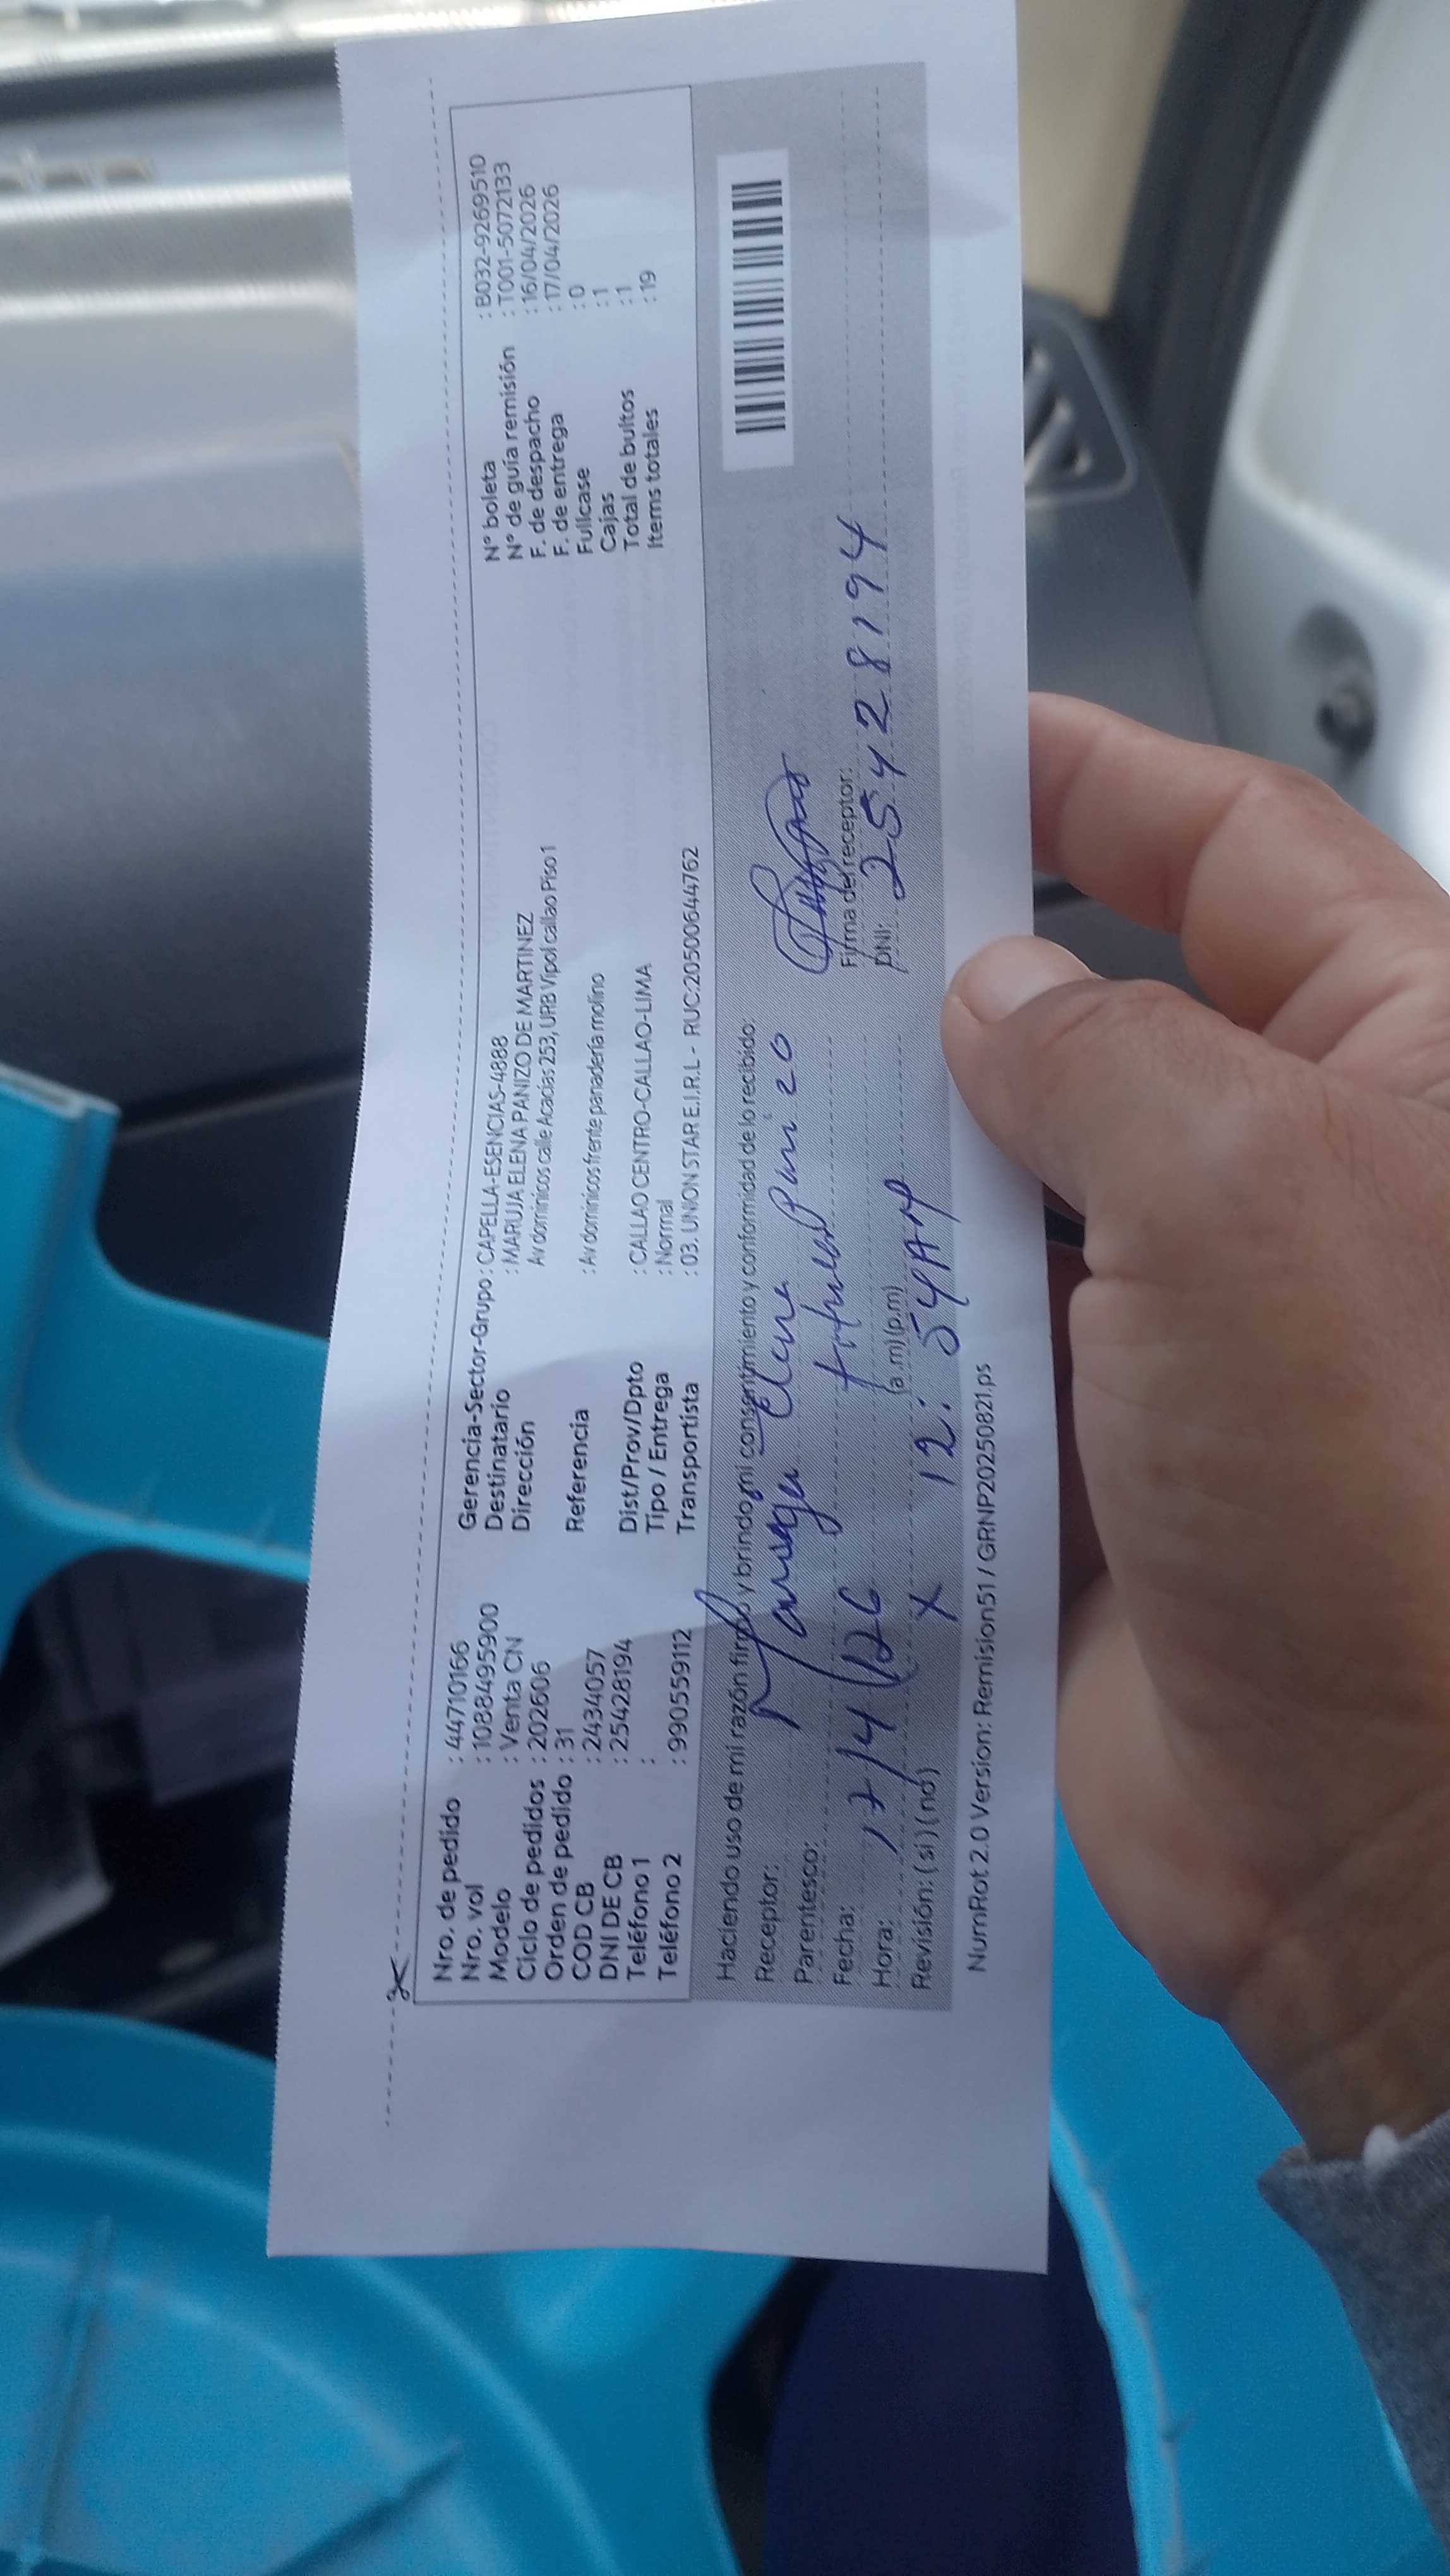 Nro. de pedido : 44710166
Nro. vol : 1088495900
Modelo : Venta CN
Ciclo de pedidos : 202606
Orden de pedido : 31
COD CB : 2434057
DNI DE CB : 25428194
Teléfono 1 :
Teléfono 2 : 990559112
Gerencia-Sector-Grupo : CAPELLA-ESENCIAS-4888
Destinatario : MARUJA ELENA PANIZO DE MARTINEZ
Dirección Av dominicos calle Acacias 253, URB Vipol callao Piso 1
Referencia : Av dominicos frente panadería molino
Dist/Prov/Dpto : CALLAO CENTRO-CALLAO-LIMA
Tipo / Entrega : Normal
Transportista : 03. UNION STAR E.I.R.L - RUC:20500644762
N° boleta : B032-9269510
N° de guía remisión : T001-5072133
F. de despacho : 16/04/2026
F. de entrega : 17/04/2026
Fullcase : 0
Cajas : 1
Total de bultos : 1
Items totales : 19
Haciendo uso de mi razón firmo y brindo mi consentimiento y conformidad de lo recibido:
Receptor: Maruja Elena Panizo
Parentesco:
Fecha: 17/4/26
Hora: (a.m) (p.m) 12:54
Revisión: (si) (no) X
Firma del receptor:
DNI: 25428194
NumRot 2.0 Version: Remision51 / GRNP20250821.ps